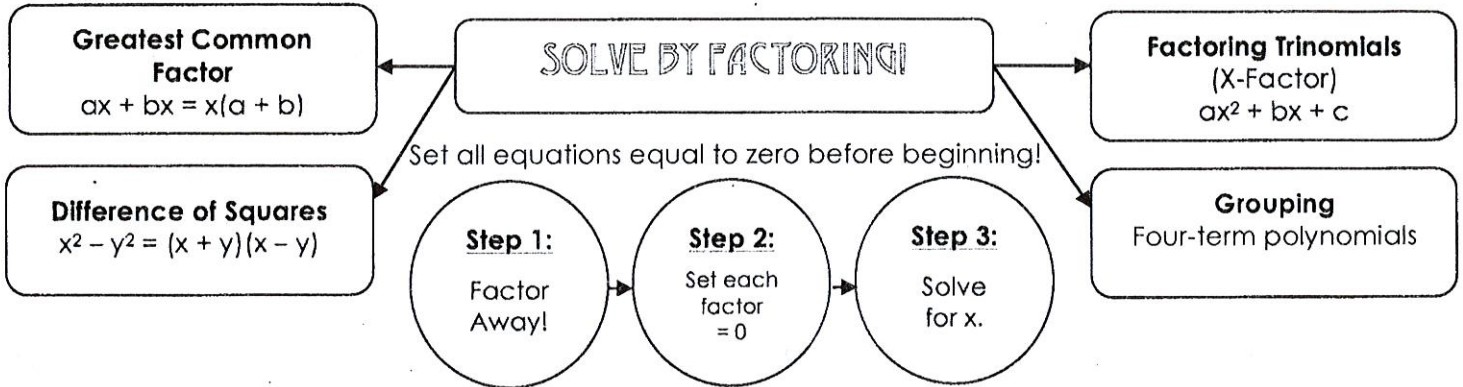 Greatest Common
Factor
ax + bx = x(a + b)
SOLVE BY FACTORING!
Factoring Trinomials
(X-Factor)
ax² + bx + c
Set all equations equal to zero before beginning!
Difference of Squares
x² – y² = (x + y)(x – y)
Step 1:
Factor
Away!
Step 2:
Set each
factor
= 0
Step 3:
Solve
for x.
Grouping
Four-term polynomials